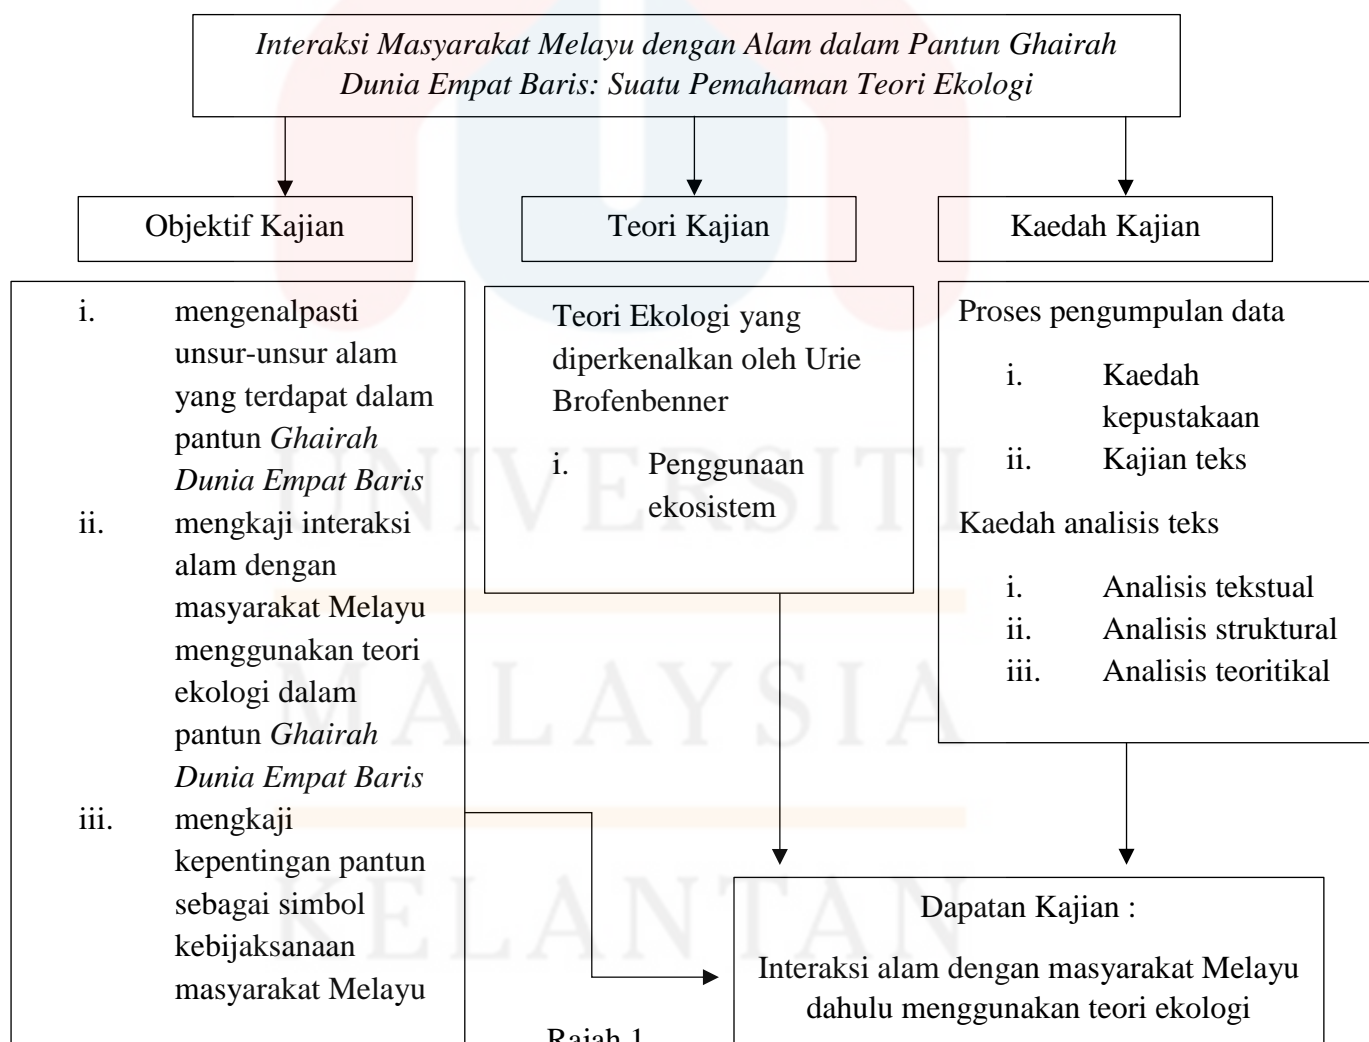 Interaksi Masyarakat Melayu dengan Alam dalam Pantun Ghairah
Dunia Empat Baris: Suatu Pemahaman Teori Ekologi
Objektif Kajian
Teori Kajian
Kaedah Kajian
i. mengenalpasti
unsur-unsur alam
yang terdapat dalam
pantun Ghairah
Dunia Empat Baris
ii. mengkaji interaksi
alam dengan
masyarakat Melayu
menggunakan teori
ekologi dalam
pantun Ghairah
Dunia Empat Baris
iii. mengkaji
kepentingan pantun
sebagai simbol
kebijaksanaan
masyarakat Melayu
Teori Ekologi yang
diperkenalkan oleh Urie
Brofenbenner
i. Penggunaan
ekosistem
Proses pengumpulan data
i. Kaedah
kepustakaan
ii. Kajian teks
Kaedah analisis teks
i. Analisis tekstual
ii. Analisis struktural
iii. Analisis teoritikal
Dapatan Kajian :
Interaksi alam dengan masyarakat Melayu
dahulu menggunakan teori ekologi
Rajah 1
UNIVERSITI
MALAYSIA
KELANTAN